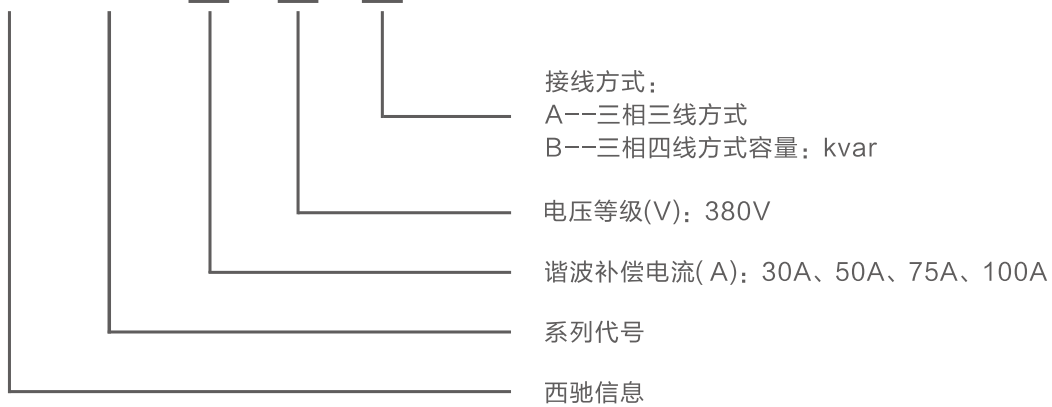 接线方式：
A--三相三线方式
B--三相四线方式容量：kvar
电压等级(V)：380V
谐波补偿电流( A)：30A、50A、75A、100A
系列代号
西驰信息